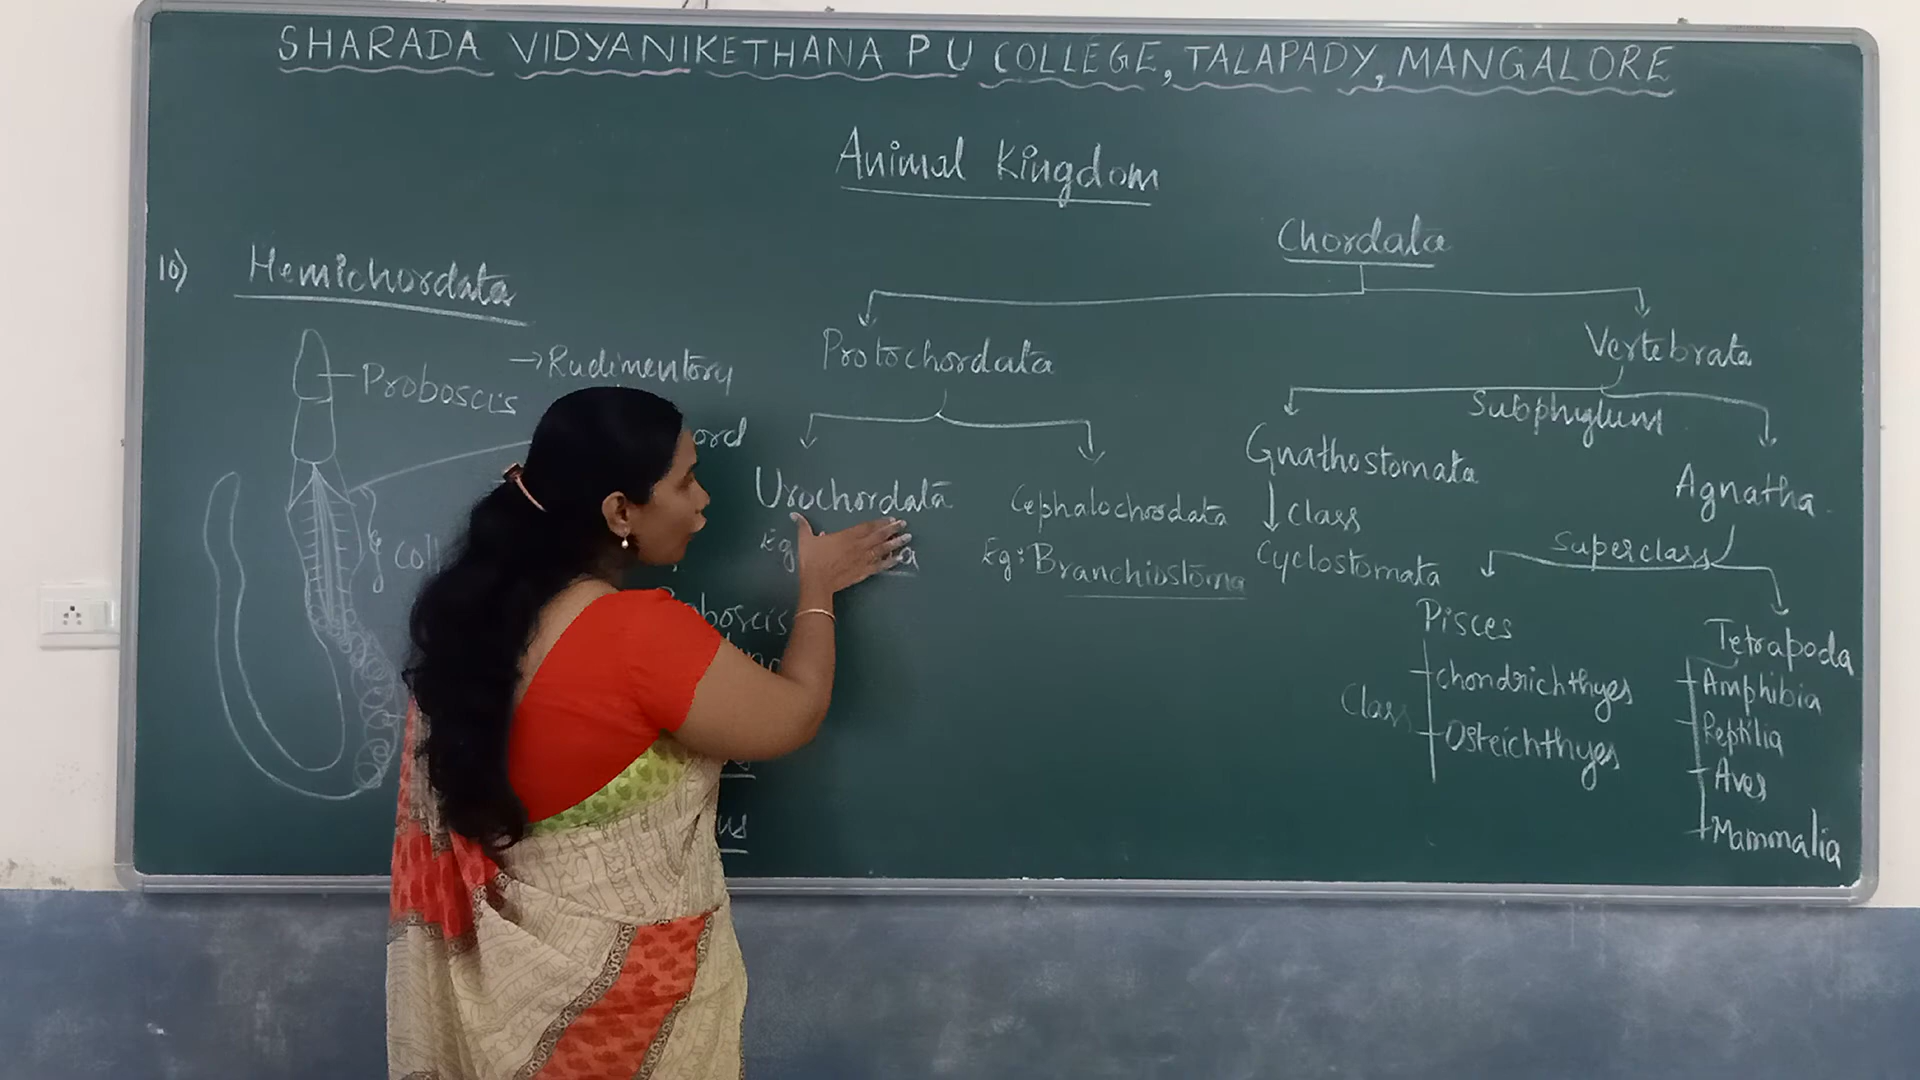 SHARADA VIDYANIKETHANA P U COLLEGE, TALAPADY, MANGALORE
Animal Kingdom
10) Hemichordata
Proboscis
→Rudimentory
Chordata
Protochordata
Vertebrata
Subphylum
Urochordata
Eg
Cephalochordata
Eg: Branchiostoma
Gnathostomata
Class
Cyclostomata
Agnatha
Superclass
Pisces
Class
Chondrichthyes
Osteichthyes
Tetrapoda
Amphibia
Reptilia
Aves
Mammalia